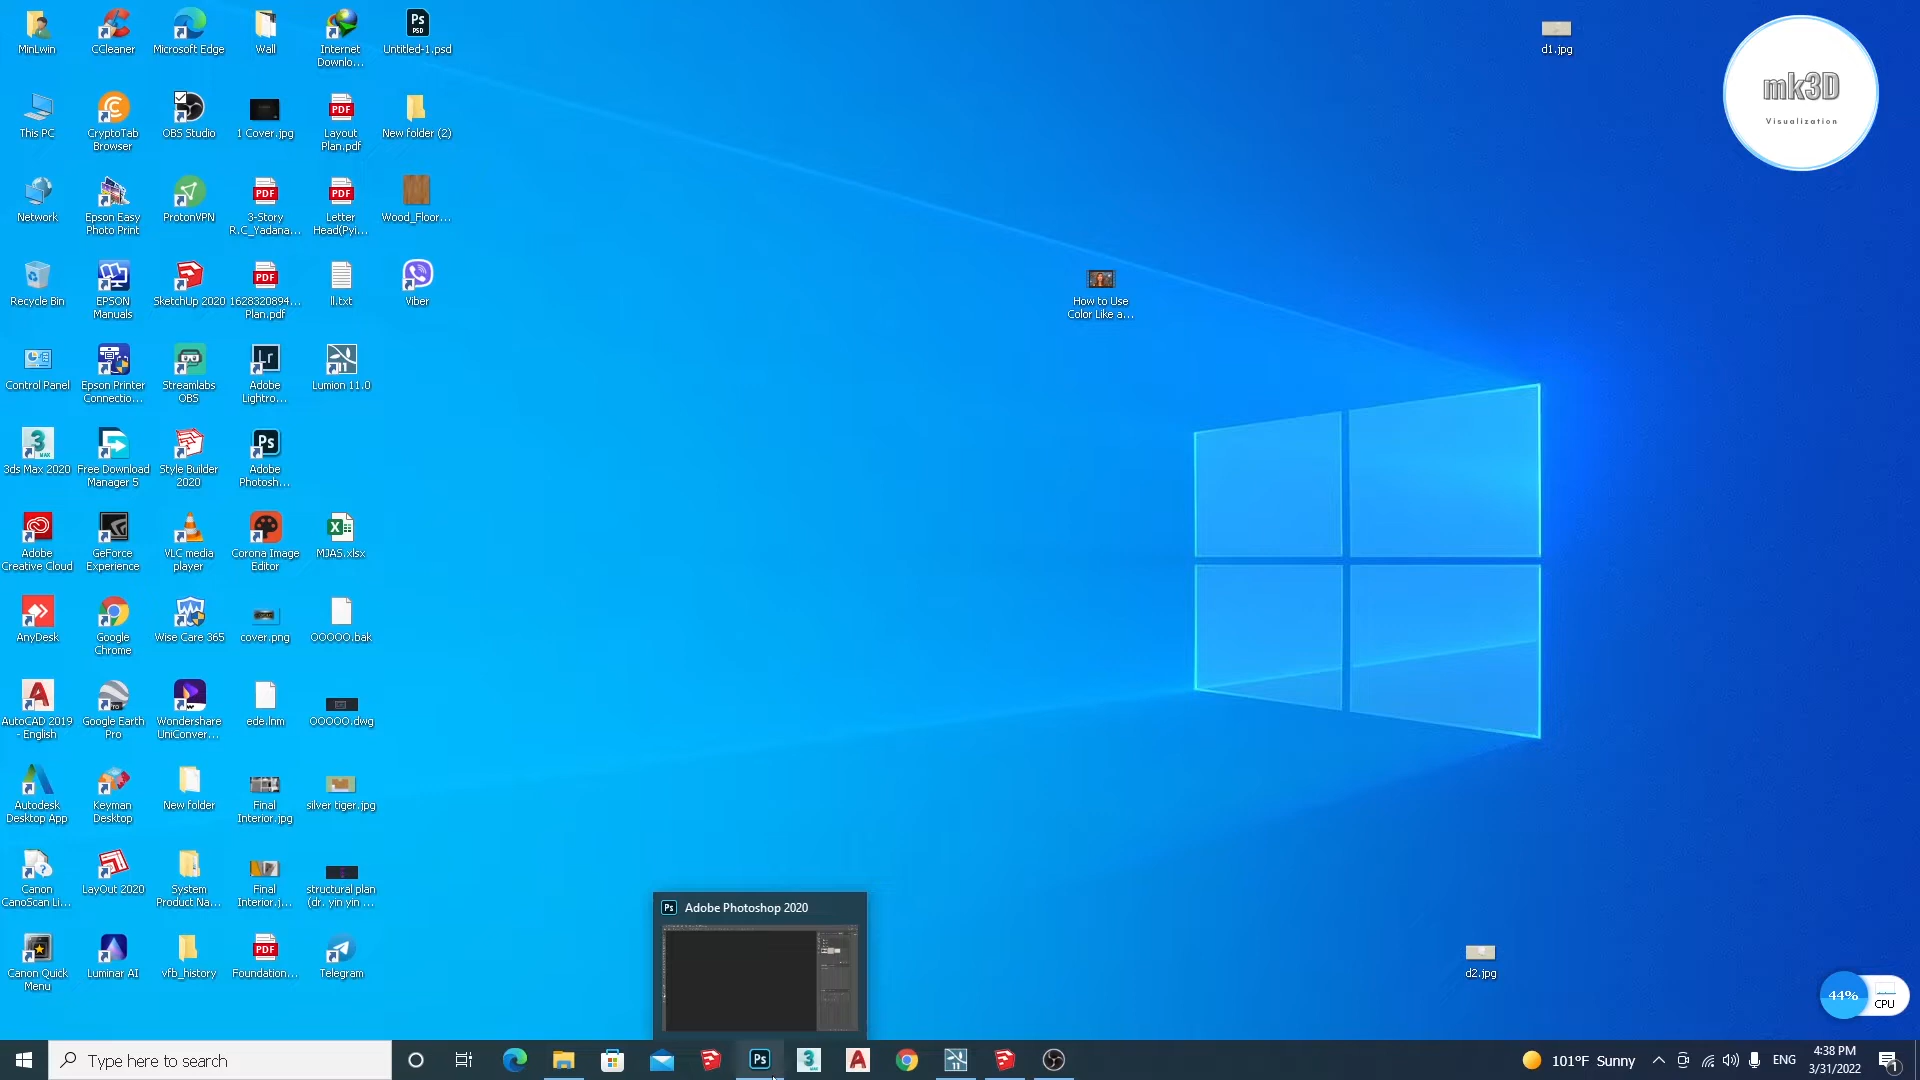 MinLwin
CCleaner
Microsoft Edge
Wall
Internet
Downlo...
Untitled-1.psd
d1.jpg
mk3D
Visualization
This PC
CryptoTab
Browser
OBS Studio
1 Cover.jpg
Layout
Plan.pdf
New folder (2)
Network
Epson Easy
Photo Print
ProtonVPN
3-Story
R.C_Yadana...
Letter
Head(Pyi...
Wood_Floor...
Recycle Bin
EPSON
Manuals
SketchUp 2020
1628320894...
Plan.pdf
ll.txt
Viber
How to Use
Color Like a...
Control Panel
Epson Printer
Connectio...
Streamlabs
OBS
Adobe
Lightro...
Lumion 11.0
3ds Max 2020
Free Download
Manager 5
Style Builder
2020
Adobe
Photosh...
Adobe
Creative Cloud
GeForce
Experience
VLC media
player
Corona Image
Editor
MJAS.xlsx
AnyDesk
Google
Chrome
Wise Care 365
cover.png
OOOOO.bak
AutoCAD 2019
- English
Google Earth
Pro
Wondershare
UniConver...
ede.lnm
OOOOO.dwg
Autodesk
Desktop App
Keyman
Desktop
New folder
Final
Interior.jpg
silver tiger.jpg
Canon
CanoScan Li...
LayOut 2020
System
Product Na...
Final
Interior.j...
structural plan
(dr. yin yin ...
Adobe Photoshop 2020
Canon Quick
Menu
Luminar AI
vfb_history
Foundation...
Telegram
d2.jpg
44%
CPU
Type here to search
101°F Sunny
ENG
4:38 PM
3/31/2022
1